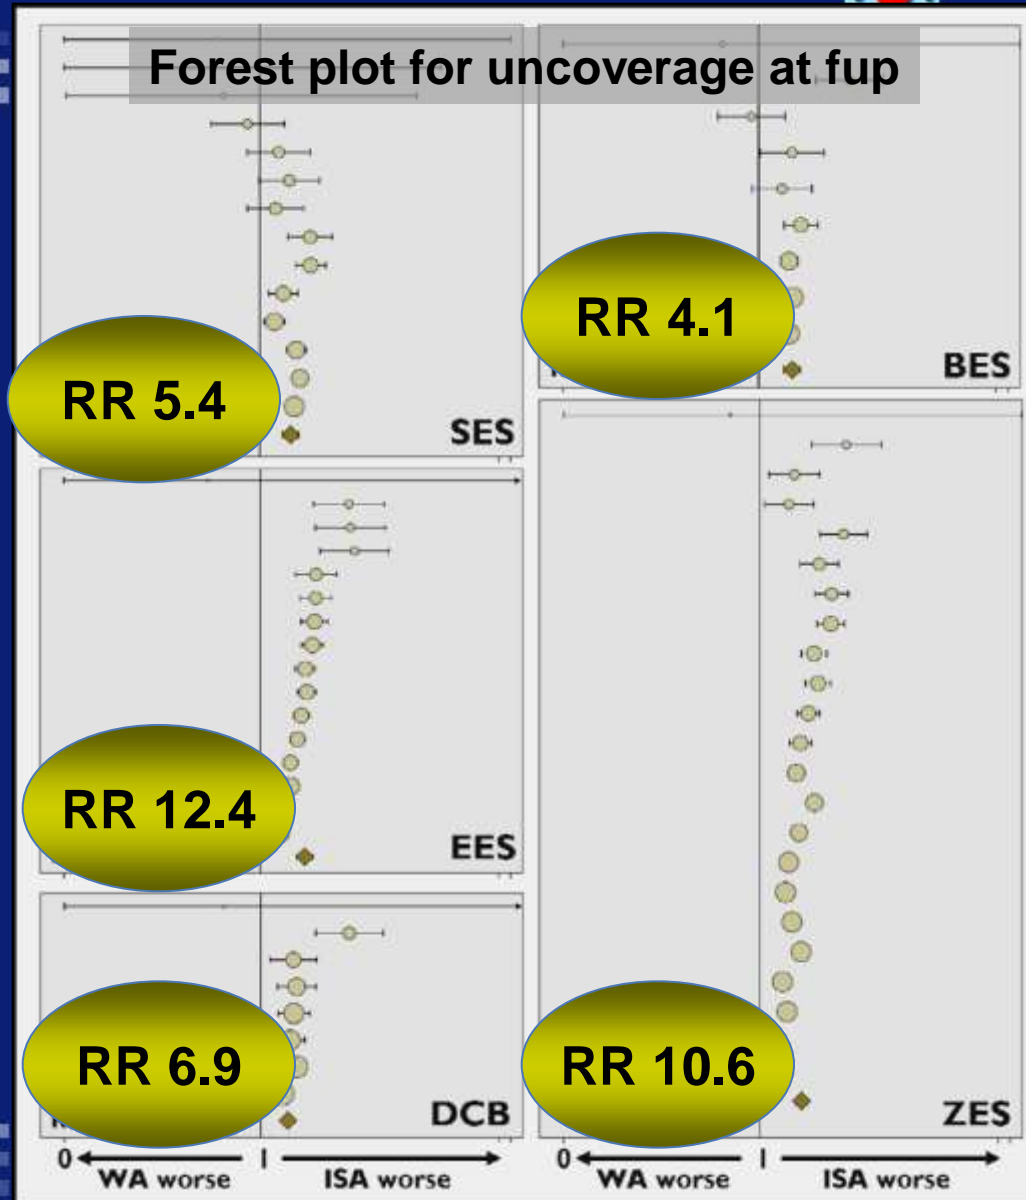 Forest plot for uncoverage at fup
RR 5.4
SES
RR 4.1
BES
RR 12.4
EES
RR 6.9
DCB
RR 10.6
ZES
0 1
WA worse ISA worse
0 1
WA worse ISA worse